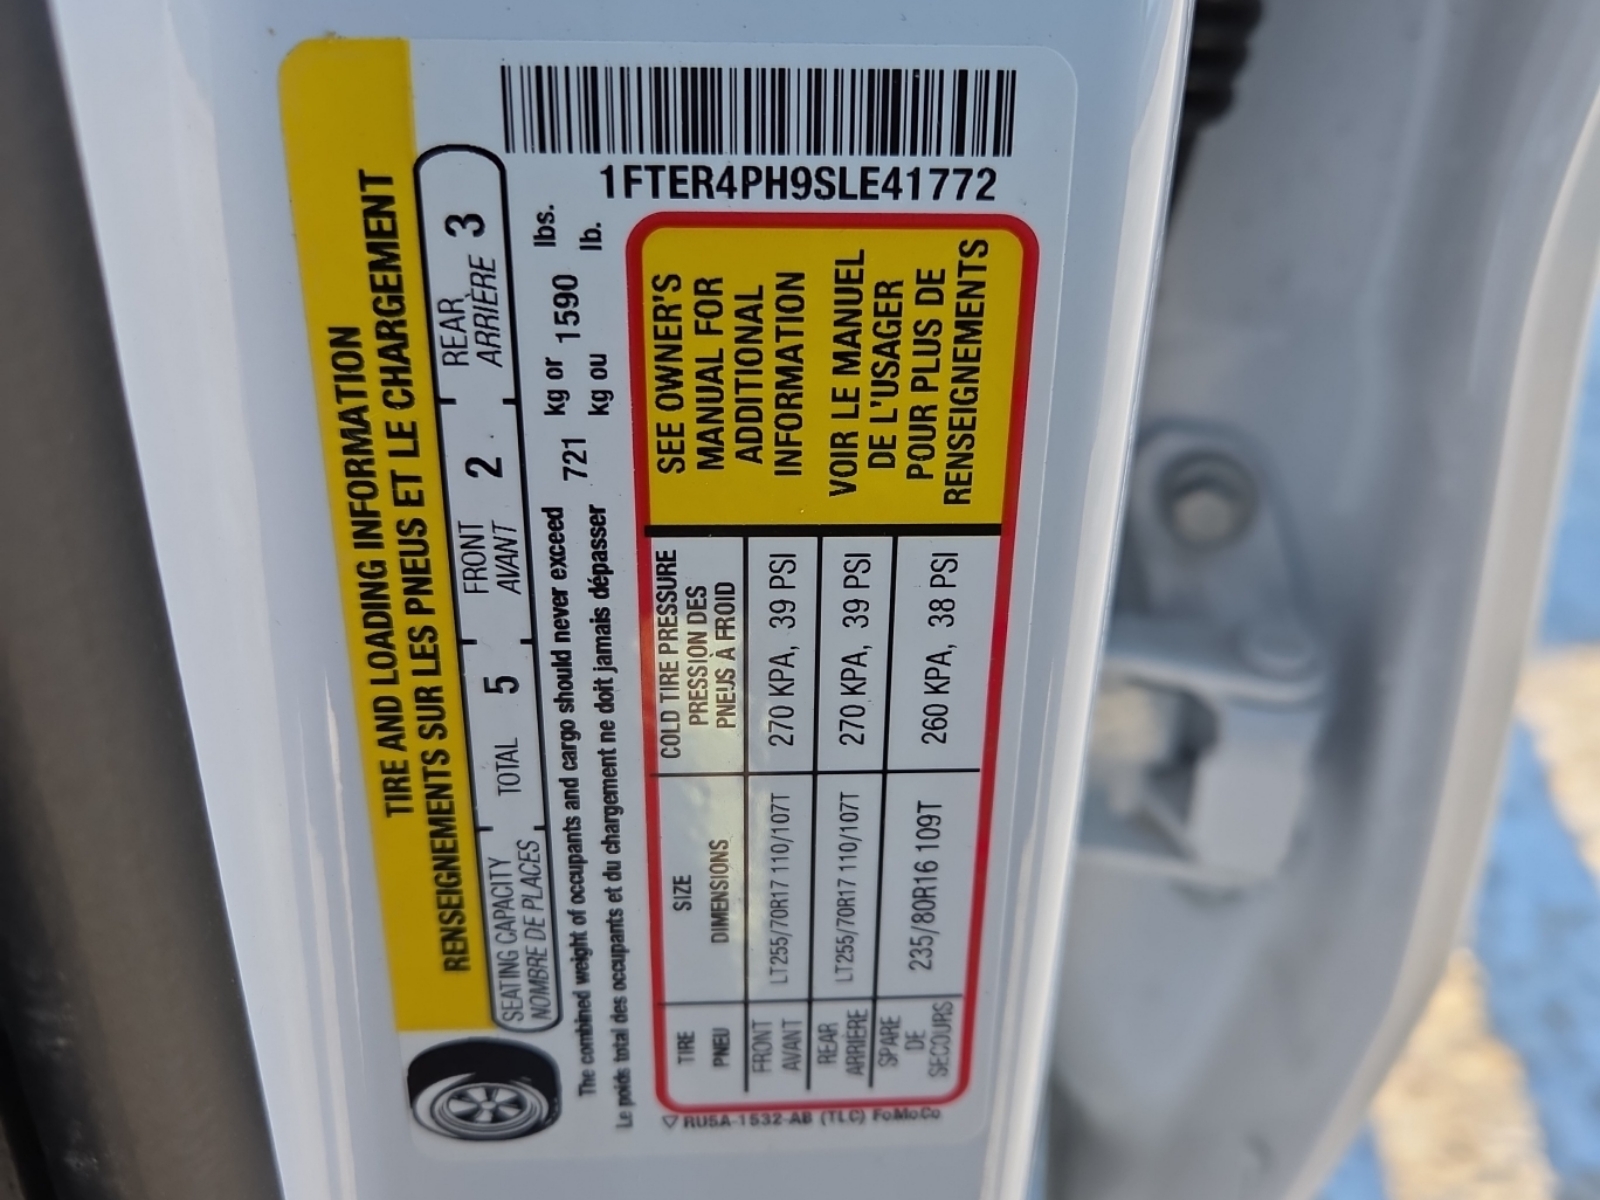 TIRE AND LOADING INFORMATION
RENSEIGNEMENTS SUR LES PNEUS ET LE CHARGEMENT
SEATING CAPACITY TOTAL 5 FRONT 2 REAR 3
NOMBRE DE PLACES AVANT ARRIÈRE
The combined weight of occupants and cargo should never exceed 721 kg or 1590 lbs.
Le poids total des occupants et du chargement ne doit jamais dépasser kg ou lb.
1FTER4PH9SLE41772
TIRE SIZE COLD TIRE PRESSURE
PNEU DIMENSIONS PRESSION DES
PNEUS À FROID
FRONT
AVANT LT255/70R17 110/107T 270 KPA, 39 PSI
REAR
ARRIÈRE LT255/70R17 110/107T 270 KPA, 39 PSI
SPARE
DE
SECOURS 235/80R16 109T 260 KPA, 38 PSI
SEE OWNER'S
MANUAL FOR
ADDITIONAL
INFORMATION
VOIR LE MANUEL
DE L'USAGER
POUR PLUS DE
RENSEIGNEMENTS
RU5A-1532-AB (TLC) FoMoCo